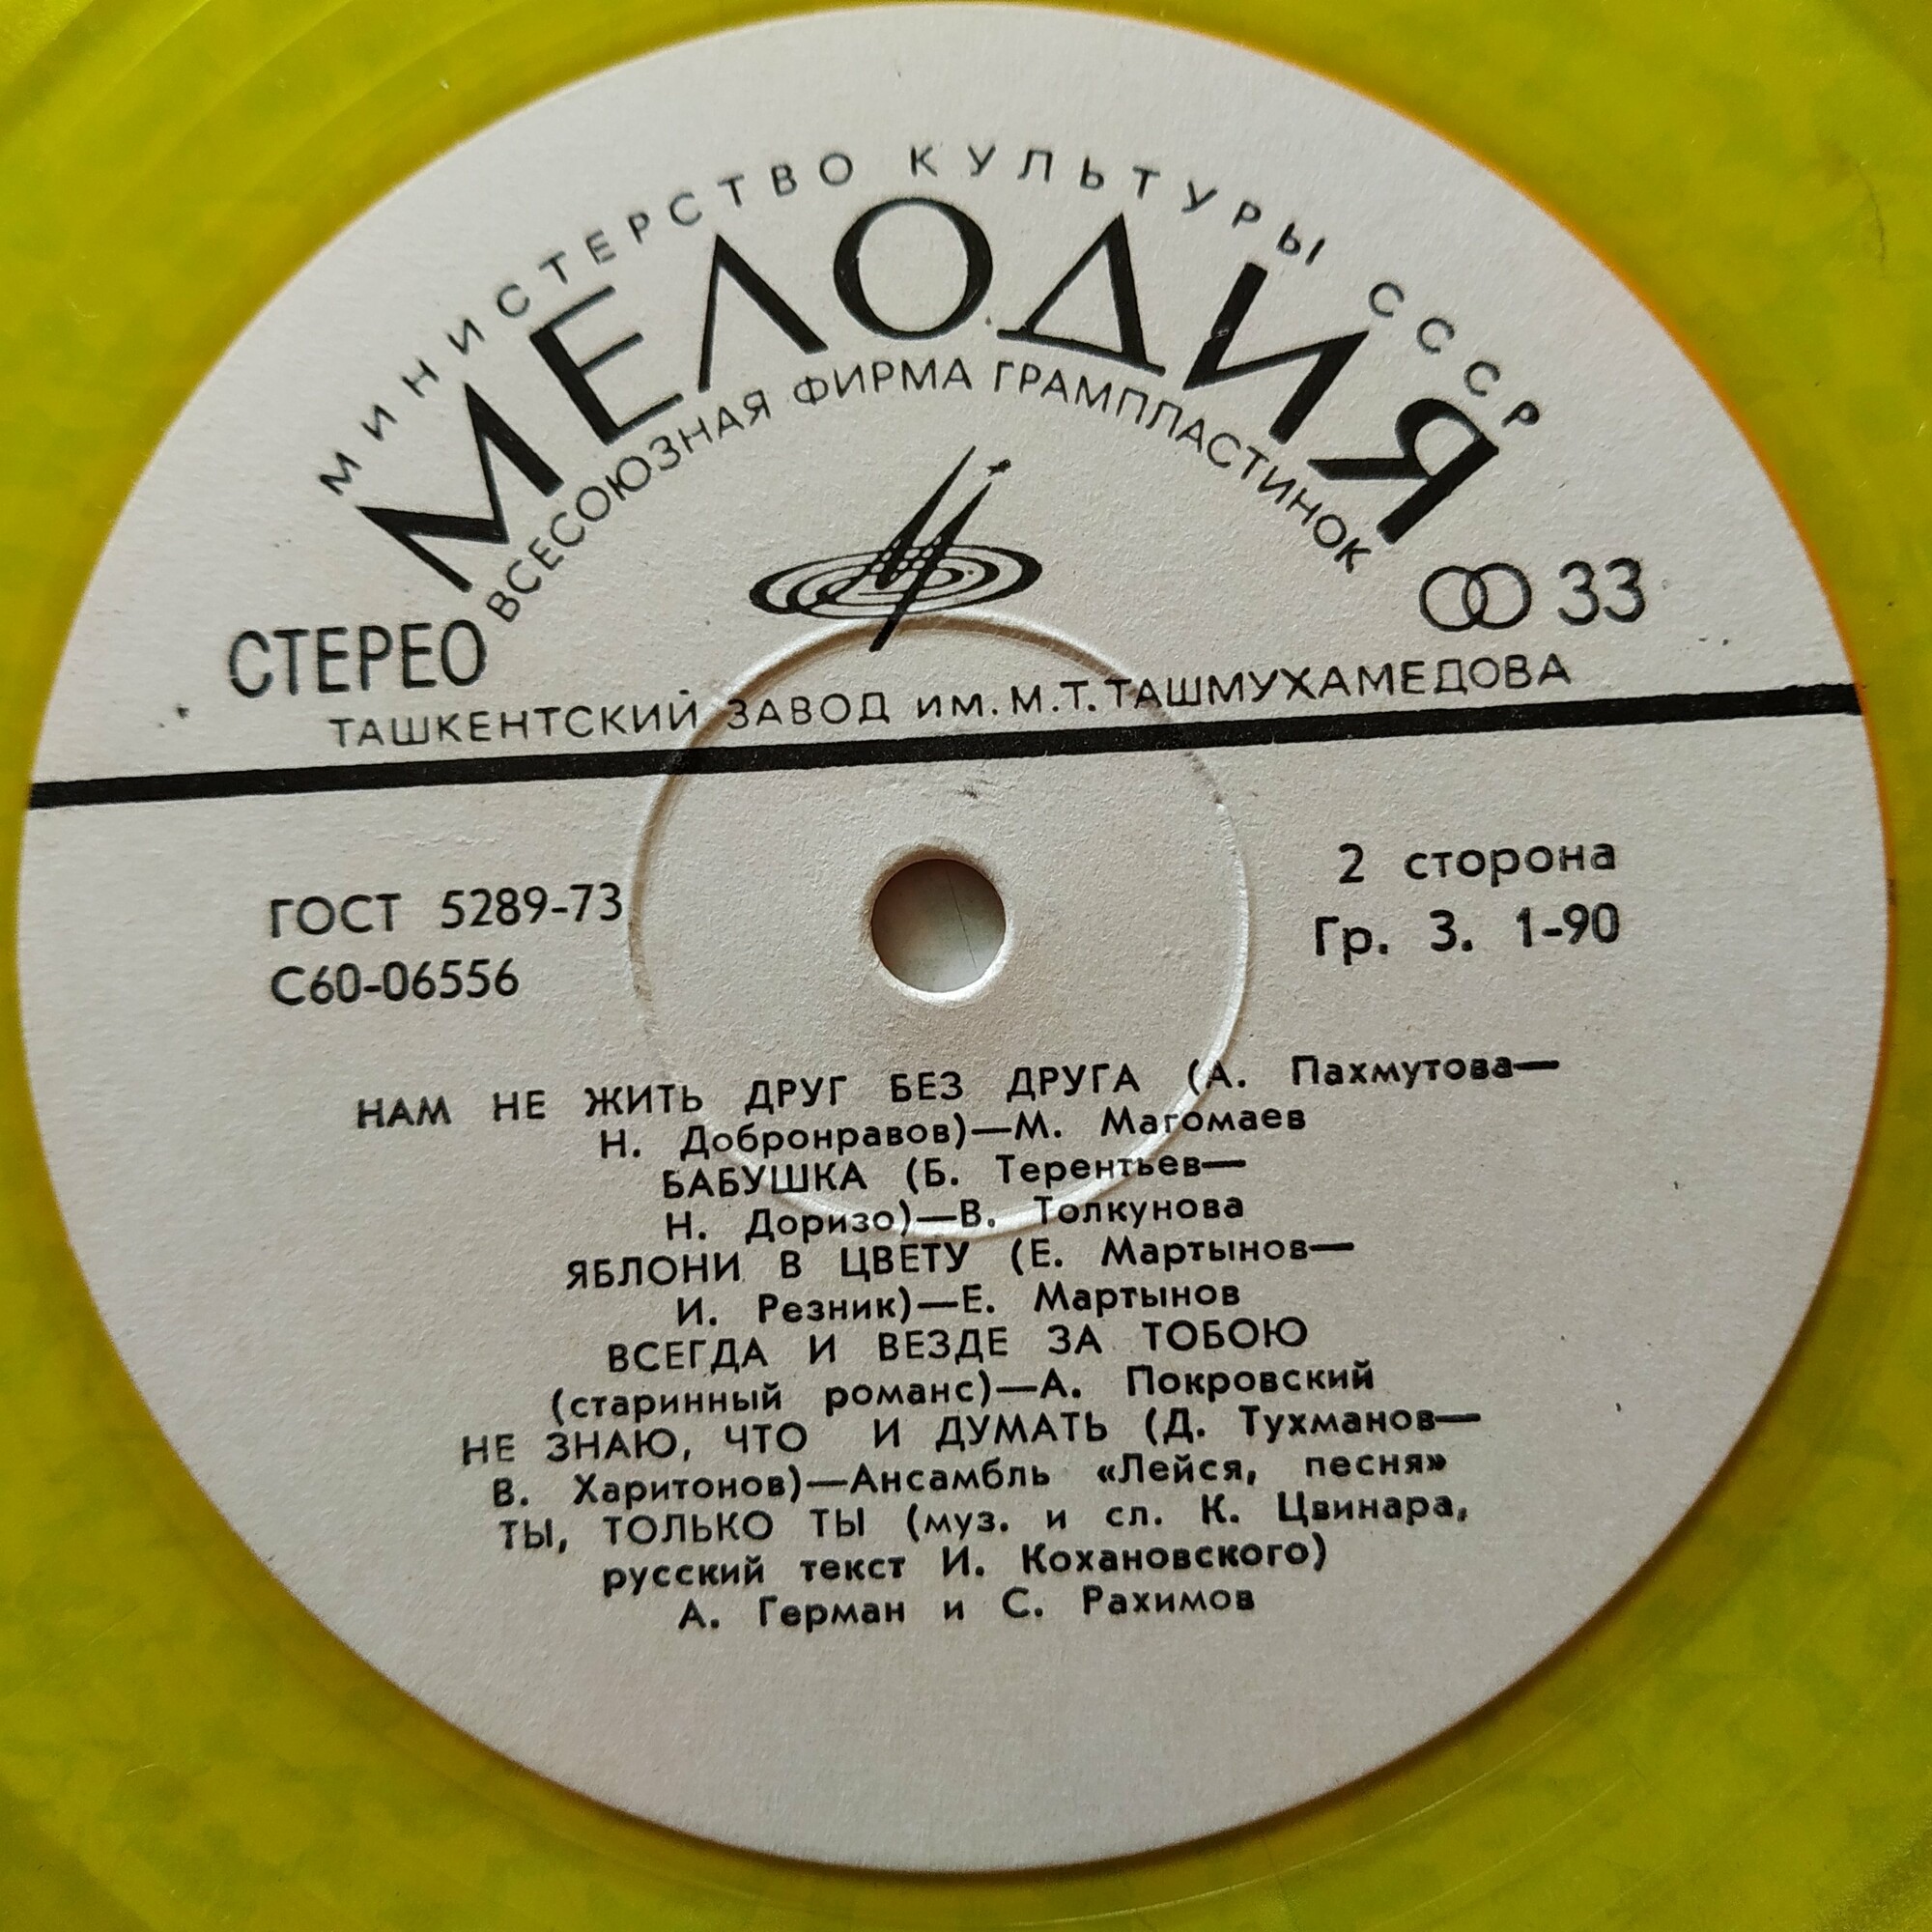 МИНИСТЕРСТВО КУЛЬТУРЫ СССР
МЕЛОДИЯ
ВСЕСОЮЗНАЯ ФИРМА ГРАМПЛАСТИНОК
СТЕРЕО
33
ТАШКЕНТСКИЙ ЗАВОД ИМ. М.Т. ТАШМУХАМЕДОВА
ГОСТ 5289-73
С60-06556
2 сторона
Гр. 3. 1-90
НАМ НЕ ЖИТЬ ДРУГ БЕЗ ДРУГА (А. Пахмутова—
Н. Добронравов)—М. Магомаев
БАБУШКА (Б. Терентьев—
Н. Доризо)—В. Толкунова
ЯБЛОНИ В ЦВЕТУ (Е. Мартынов—
И. Резник)—Е. Мартынов
ВСЕГДА И ВЕЗДЕ ЗА ТОБОЮ
(старинный романс)—А. Покровский
НЕ ЗНАЮ, ЧТО И ДУМАТЬ (Д. Тухманов—
В. Харитонов)—Ансамбль «Лейся, песня»
ТЫ, ТОЛЬКО ТЫ (муз. и сл. К. Цвинара,
русский текст И. Кохановского)
А. Герман и С. Рахимов